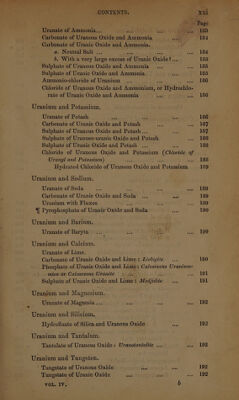 CONTENTS. xxi
Page
Uranate of Ammonia... 185
Carbonate of Uranous Oxide and Ammonia 184
Carbonate of Uranic Oxide and Ammonia.
a. Neutral Salt 184
b. With a very large excess of Uranic Oxide? 185
Sulphate of Uranous Oxide and Ammonia 185
Sulphate of Uranic Oxide and Ammonia 185
Ammonio-chloride of Uranium 186
Chloride of Uranous Oxide and Ammonium, or Hydrochlo-
rate of Uranic Oxide and Ammonia 186
Uranium and Potassium.
Uranate of Potash 186
Carbonate of Uranic Oxide and Potash 187
Sulphate of Uranous Oxide and Potash 187
Sulphate of Uranoso-uranic Oxide and Potash 188
Sulphate of Uranic Oxide and Potash 188
Chloride of Uranous Oxide and Potassium (Chloride of
Uranyl and Potassium) 188
Hydrated Chloride of Uranous Oxide and Potassium 189
Uranium and Sodium.
Uranate of Soda 189
Carbonate of Uranic Oxide and Soda 189
Uranium with Fluxes 189
¶ Pyrophosphate of Uranic Oxide and Soda 190
Uranium and Barium.
Uranate of Baryta 190
Uranium and Calcium.
Uranate of Lime.
Carbonate of Uranic Oxide and Lime: Liebigite 190
Phosphate of Uranic Oxide and Lime: Calcareous Uranium-
mica or Calcareous Uranite 191
Sulphate of Uranic Oxide and Lime: Medjidite 191
Uranium and Magnesium.
Uranate of Magnesia 192
Uranium and Silicium.
Hydrofluate of Silica and Uranous Oxide 192
Uranium and Tantalum.
Tantalate of Uranous Oxide: Uranotantalite 192
Uranium and Tungsten.
Tungstate of Uranous Oxide 192
Tungstate of Uranic Oxide 192
VOL. IV. b